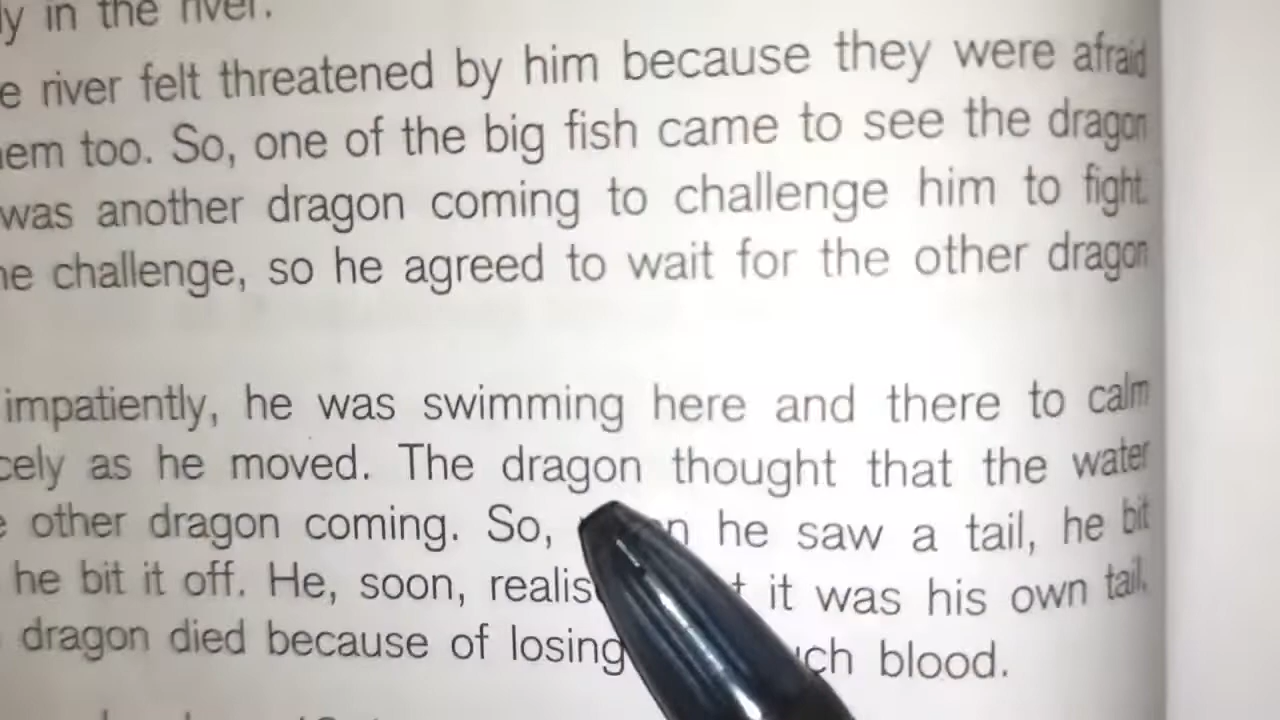 in the river.
river felt threatened by him because they were afraid
too. So, one of the big fish came to see the dragon
was another dragon coming to challenge him to fight.
challenge, so he agreed to wait for the other dragon
impatiently, he was swimming here and there to calm
as he moved. The dragon thought that the water
other dragon coming. So, he saw a tail, he bit
he bit it off. He, soon, it was his own tail.
dragon died because of losing blood.